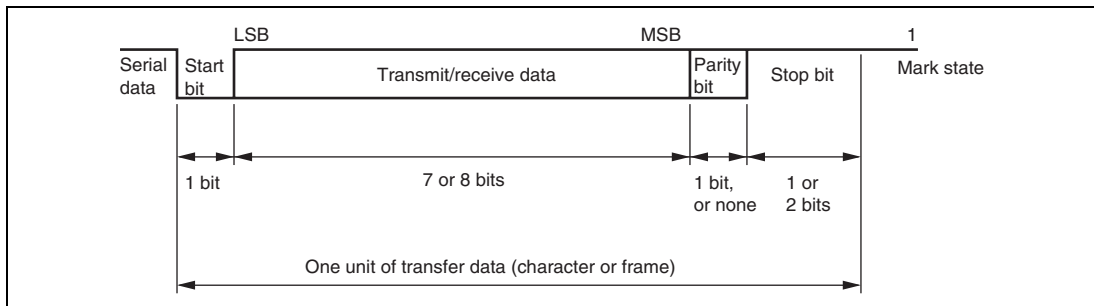 LSB MSB 1
Serial data
Start bit
Transmit/receive data
Parity bit
Stop bit
Mark state
1 bit
7 or 8 bits
1 bit, or none
1 or 2 bits
One unit of transfer data (character or frame)